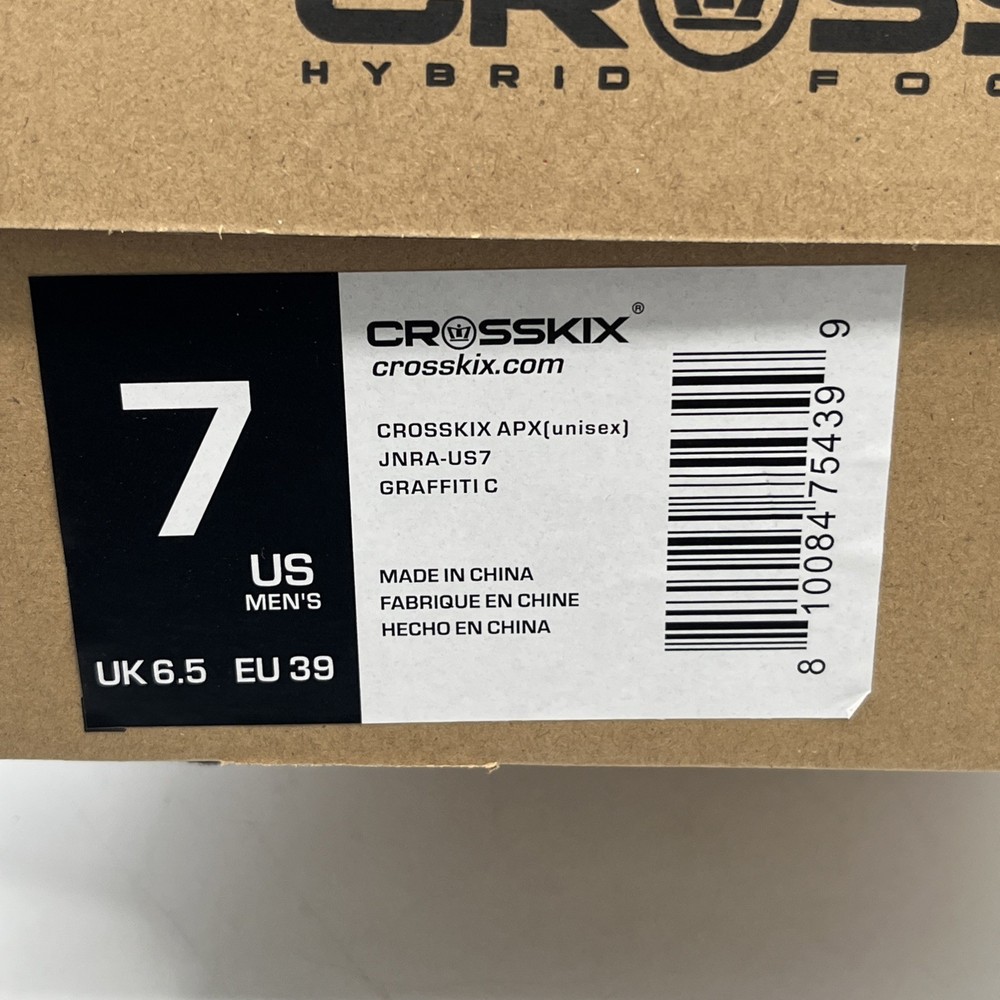 CROSS
HYBRID
7
US
MEN'S
UK 6.5 EU 39
CROSSKIX®
crosskix.com
CROSSKIX APX(unisex)
JNRA-US7
GRAFFITI C
MADE IN CHINA
FABRIQUE EN CHINE
HECHO EN CHINA
8 10084 75439 9